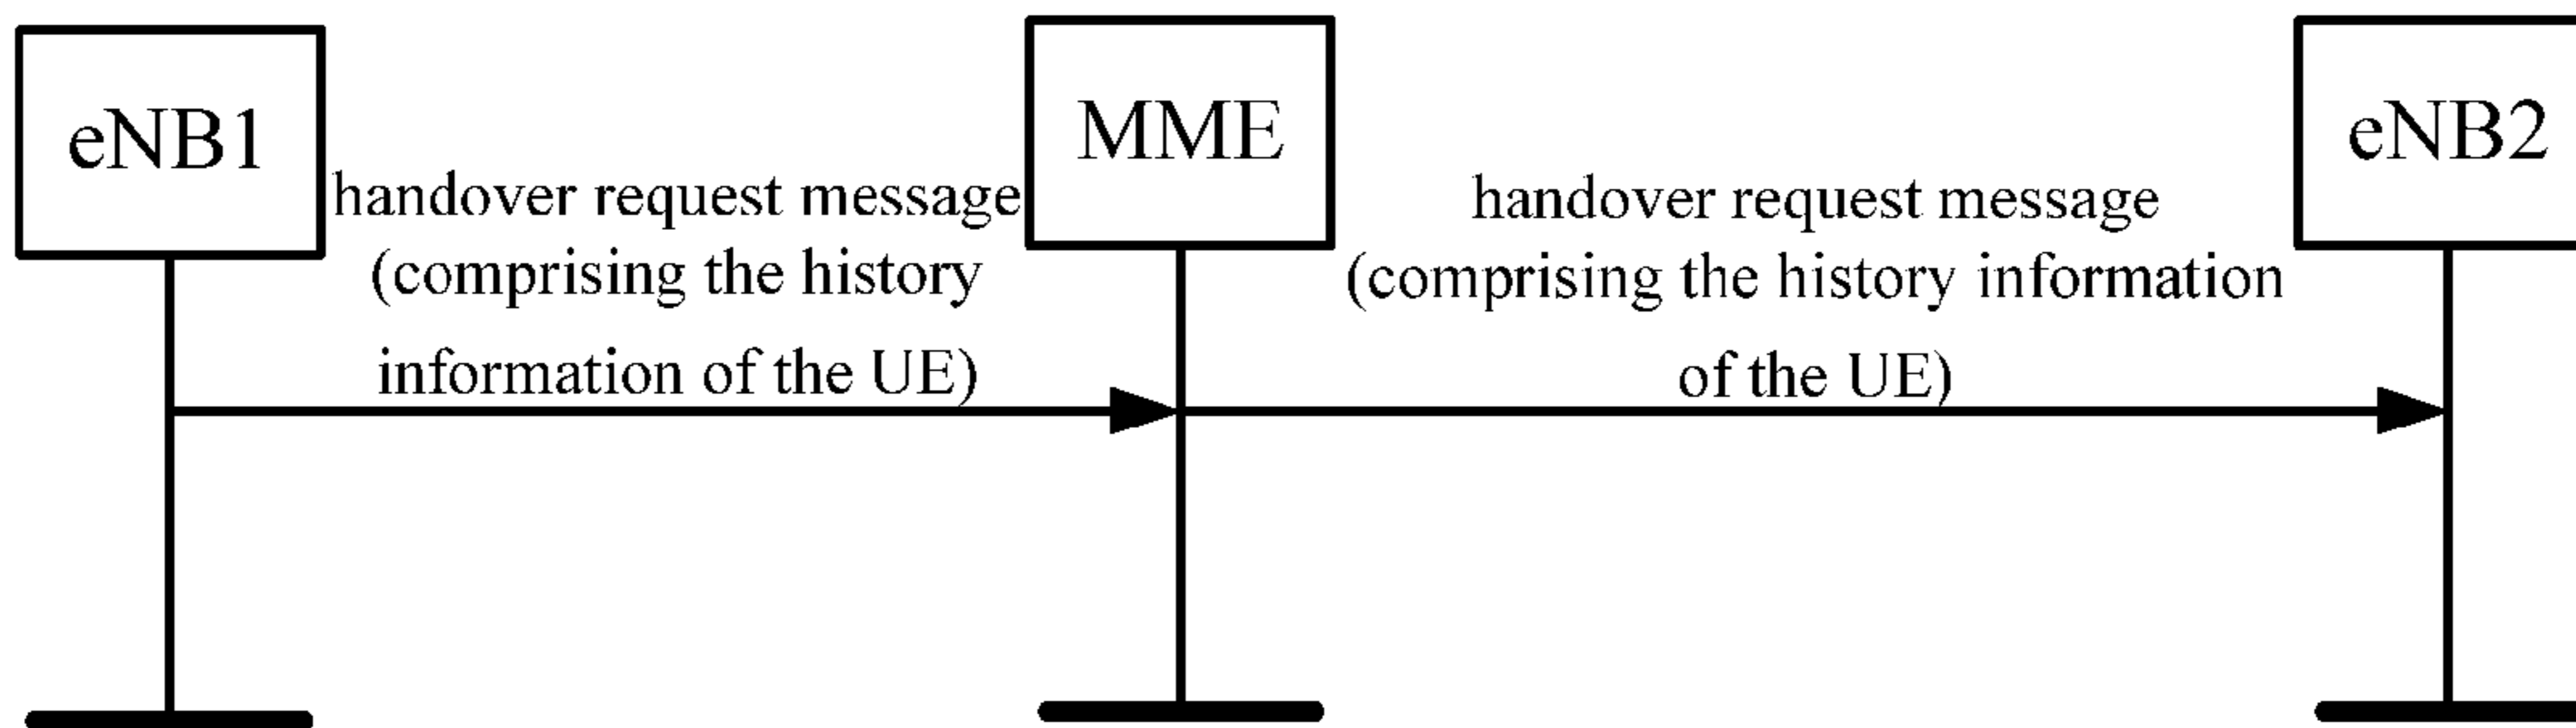 eNB1
MME
eNB2
handover request message
(comprising the history
information of the UE)
handover request message
(comprising the history information
of the UE)